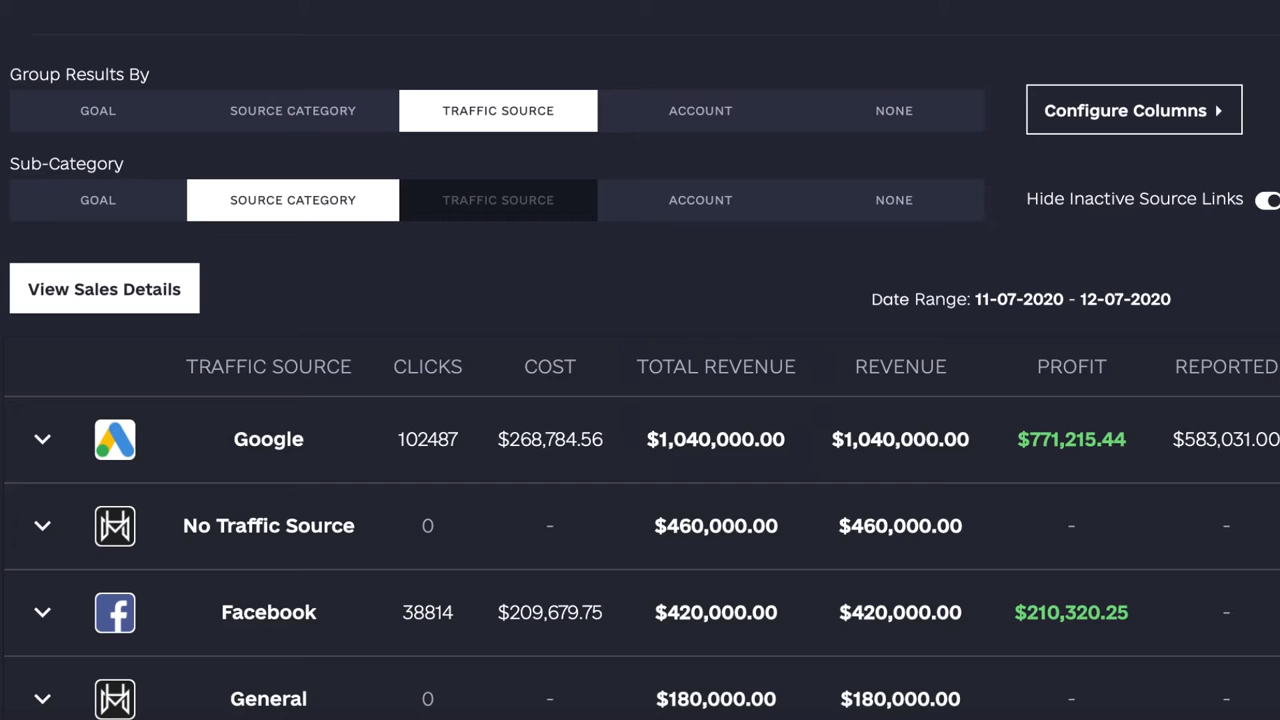 Group Results By
GOAL SOURCE CATEGORY TRAFFIC SOURCE ACCOUNT NONE
Configure Columns
Sub-Category
GOAL SOURCE CATEGORY TRAFFIC SOURCE ACCOUNT NONE
Hide Inactive Source Links
View Sales Details
Date Range: 11-07-2020 - 12-07-2020
TRAFFIC SOURCE CLICKS COST TOTAL REVENUE REVENUE PROFIT REPORTED
Google 102487 $268,784.56 $1,040,000.00 $1,040,000.00 $771,215.44 $583,031.00
No Traffic Source 0 - $460,000.00 $460,000.00 - -
Facebook 38814 $209,679.75 $420,000.00 $420,000.00 $210,320.25 -
General 0 - $180,000.00 $180,000.00 - -